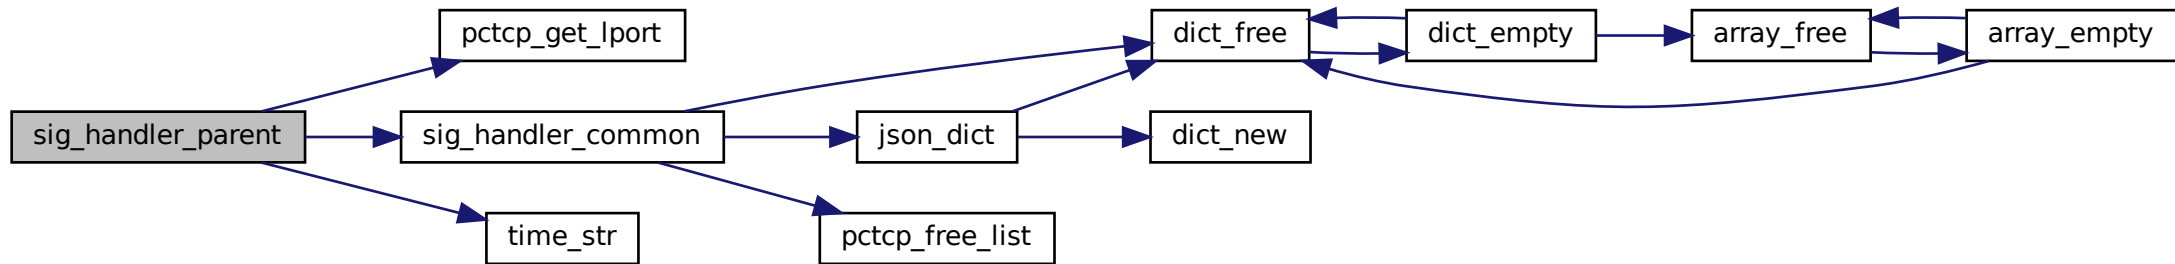 pctcp_get_lport
dict_free
dict_empty
array_free
array_empty
sig_handler_parent
sig_handler_common
json_dict
dict_new
time_str
pctcp_free_list